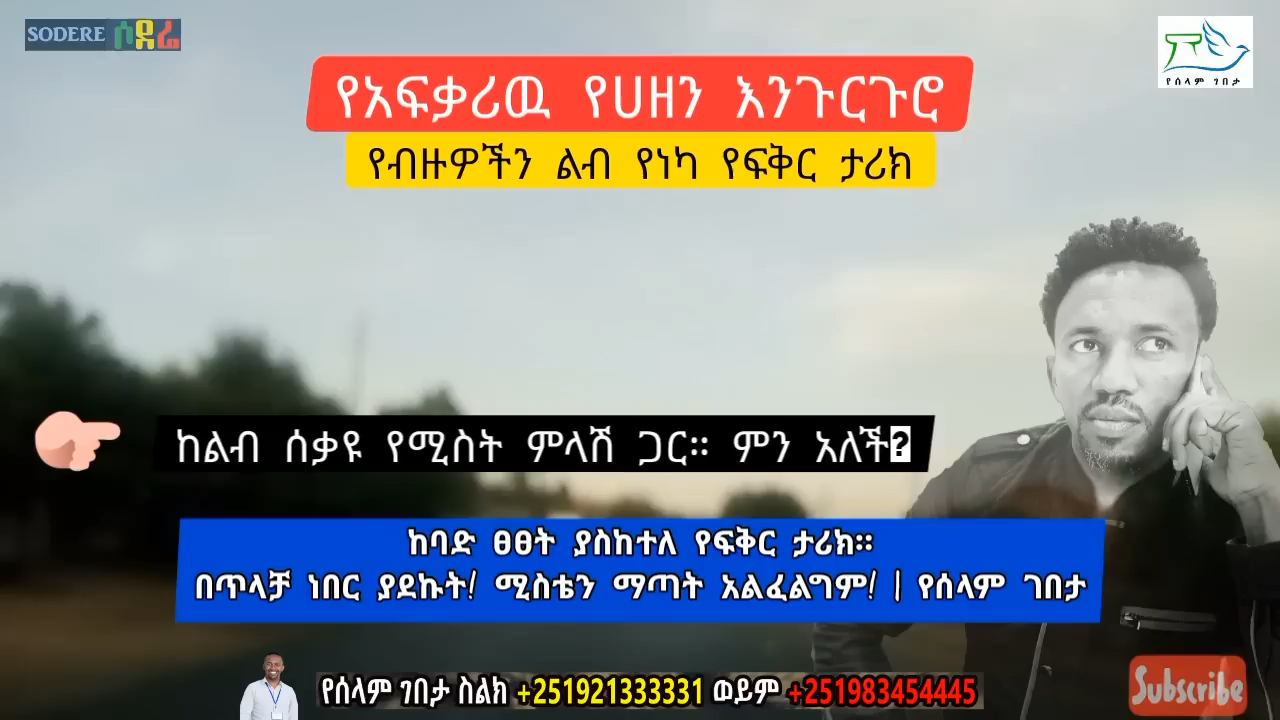 SODERE ሶደሬ
የሰላም ገበታ
የአፍቃሪዉ የሀዘን እንጉርጉሮ
የብዙዎችን ልብ የነካ የፍቅር ታሪክ
ከልብ ሰቃዩ የሚስት ምላሽ ጋር። ምን አለች?
ከባድ ፀፀት ያስከተለ የፍቅር ታሪክ።
በጥላቻ ነበር ያደኩት! ሚስቴን ማጣት አልፈልግም! | የሰላም ገበታ
የሰላም ገበታ ስልክ +251921333331 ወይም +251983454445
Subscribe